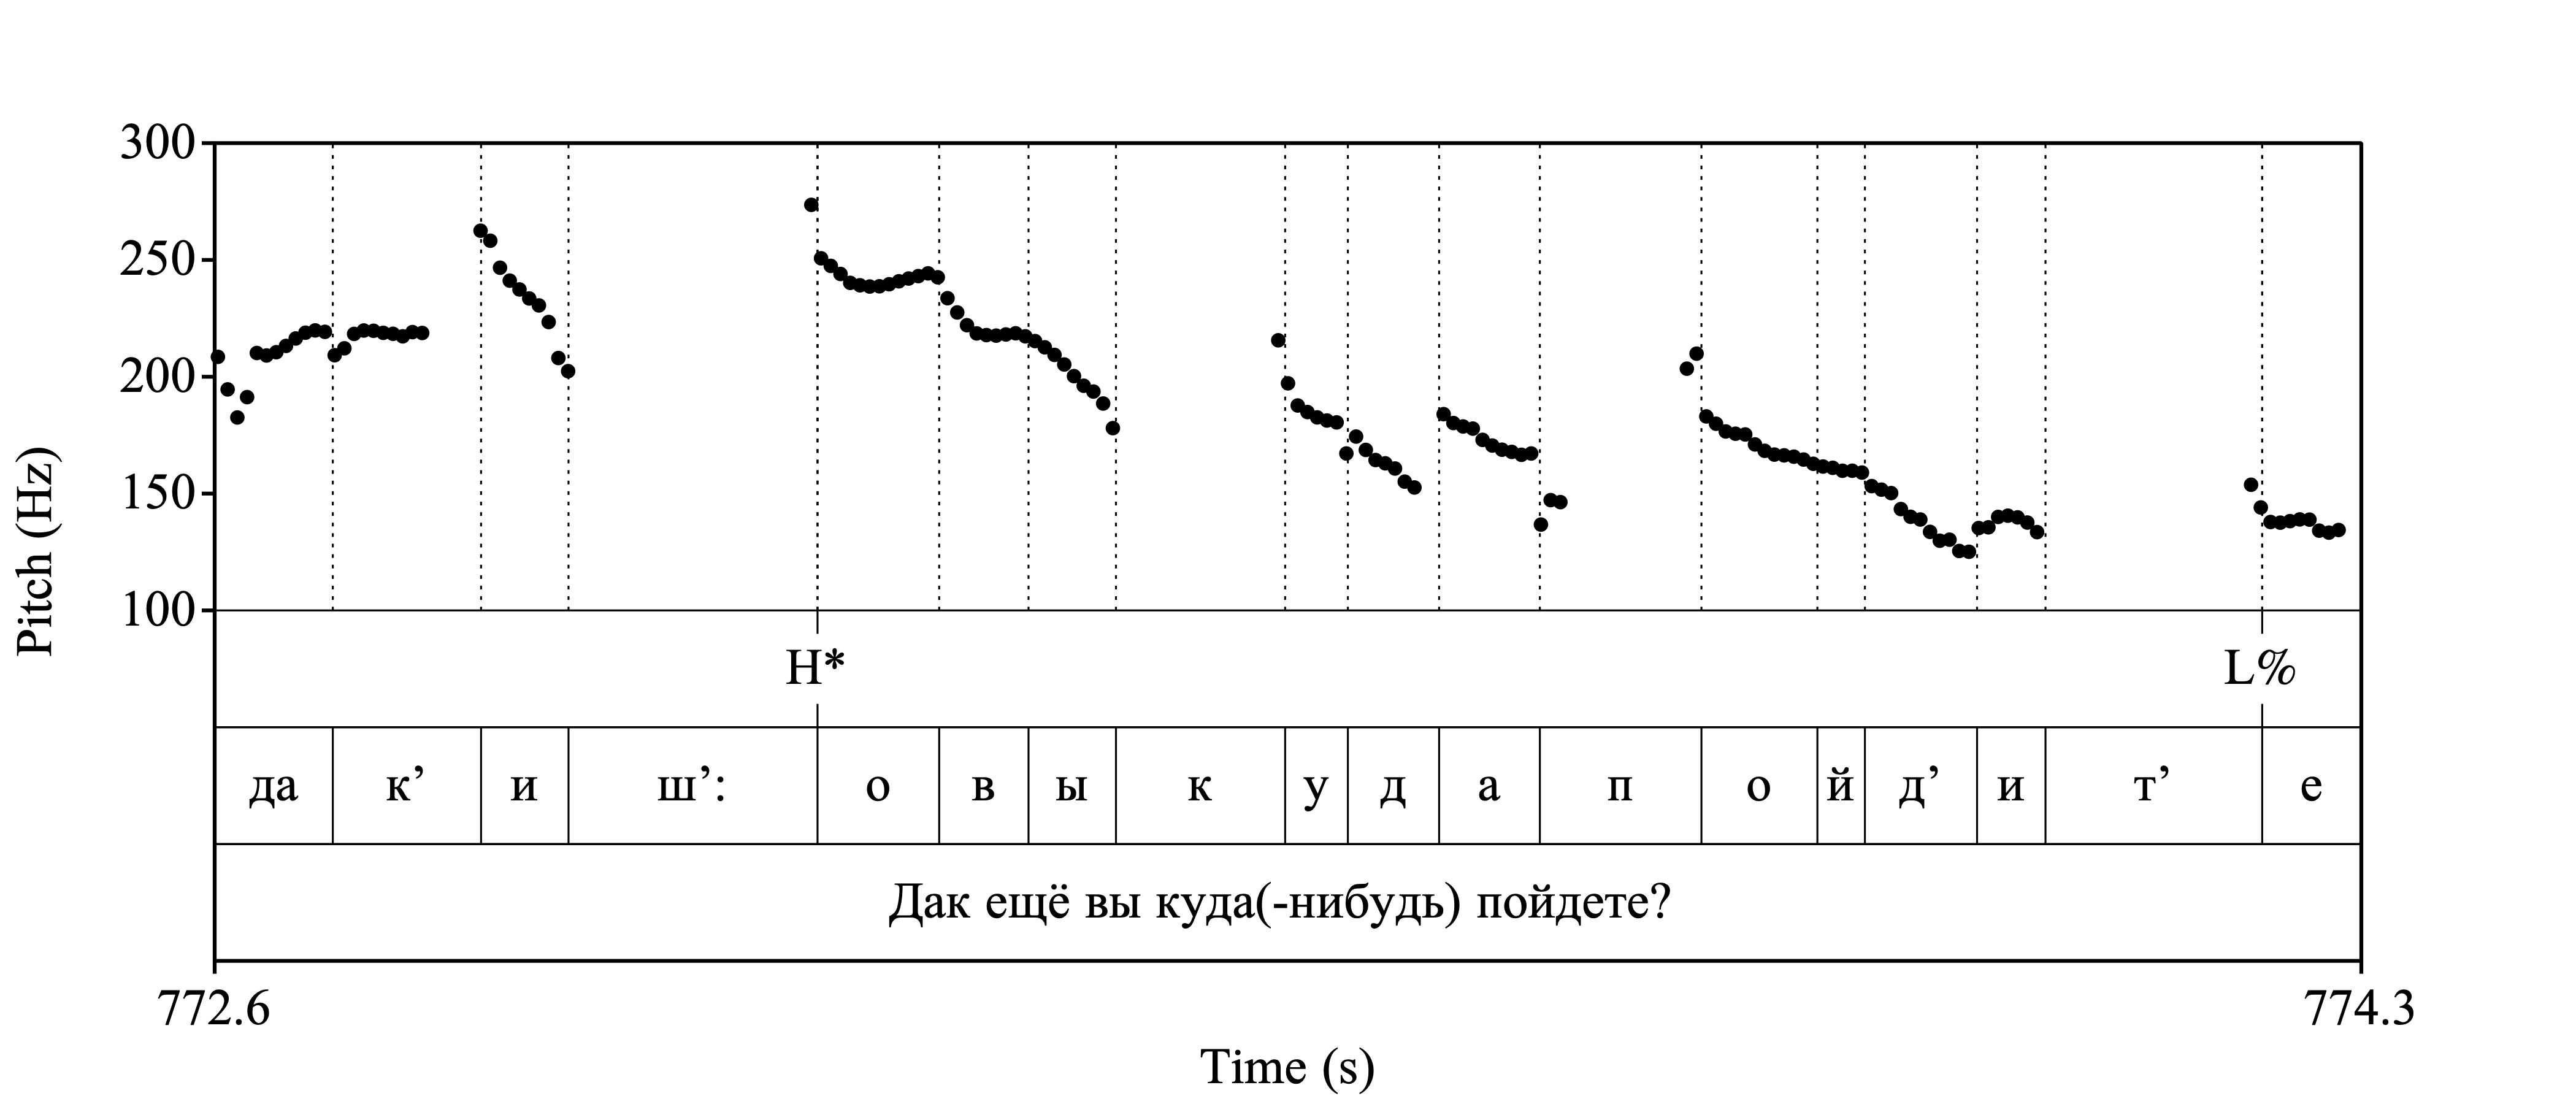 300
250
200
150
100
Pitch (Hz)
H* L%
да к’ и ш’: о в ы к у д а п о й д’ и т’ е
Дак ещё вы куда(-нибудь) пойдете?
772.6 774.3
Time (s)